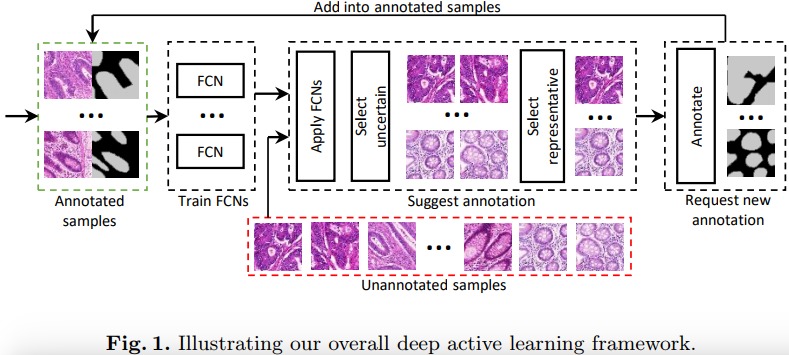 Add into annotated samples
FCN
...
FCN
Apply FCNs
Select
uncertain
...
Select
representative
...
Annotate
...
...
Annotated
samples
Train FCNs
Suggest annotation
Request new
annotation
...
Unannotated samples
Fig. 1. Illustrating our overall deep active learning framework.